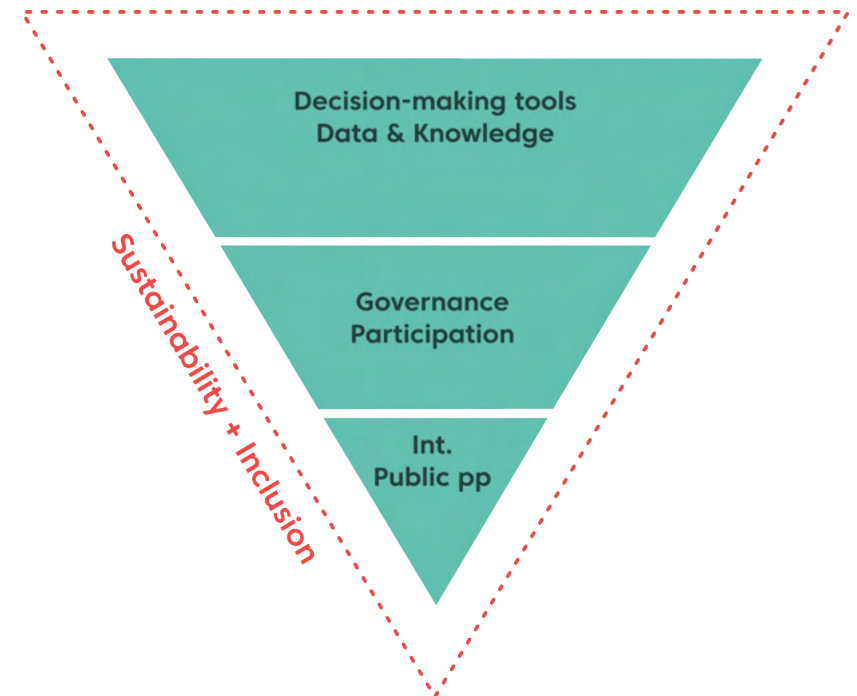 Decision-making tools
Data & Knowledge
Governance
Participation
Int.
Public pp
Sustainability + Inclusion